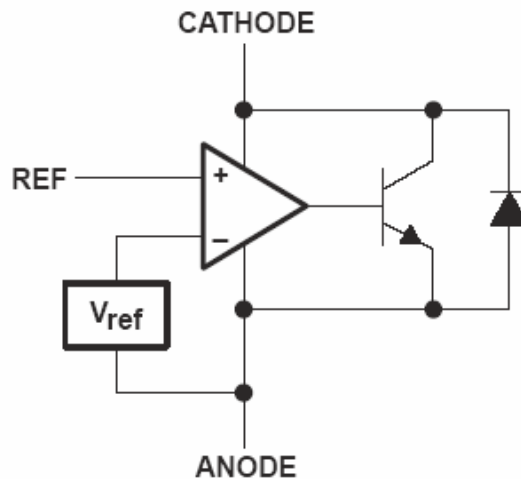 CATHODE
REF
+
−
Vref
ANODE